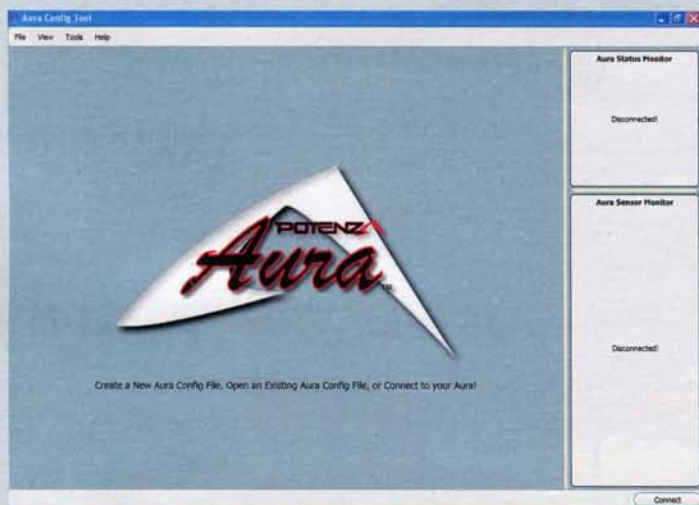 Aura Config Tool
File View Tools Help
Aura Status Monitor
Disconnected!
Aura Sensor Monitor
Disconnected!
POTENZA
Aura™
Create a New Aura Config File, Open an Existing Aura Config File, or Connect to your Aura!
Connect